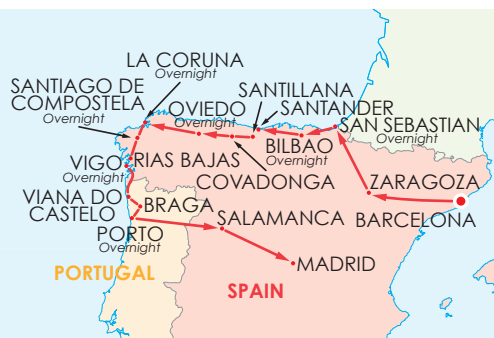 LA CORUNA
Overnight
SANTIAGO DE
COMPOSTELA
Overnight
SANTILLANA
OVIEDO
Overnight
SANTANDER
SAN SEBASTIAN
Overnight
BILBAO
Overnight
VIGO
Overnight
RIAS BAJAS
COVADONGA
ZARAGOZA
VIANA DO
CASTELO
BRAGA
BARCELONA
SALAMANCA
PORTO
Overnight
MADRID
PORTUGAL
SPAIN